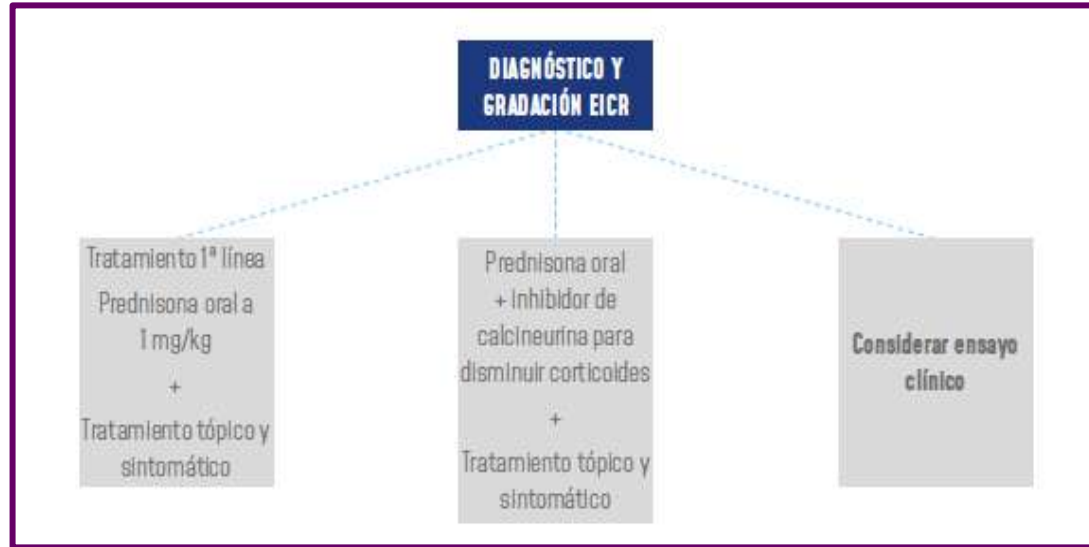 DIAGNÓSTICO Y
GRADACIÓN EICR
Tratamiento 1ª línea
Prednisona oral a
1 mg/kg
+
Tratamiento tópico y
sintomático
Prednisona oral
+ inhibidor de
calcineurina para
disminuir corticoides
+
Tratamiento tópico y
sintomático
Considerar ensayo
clínico